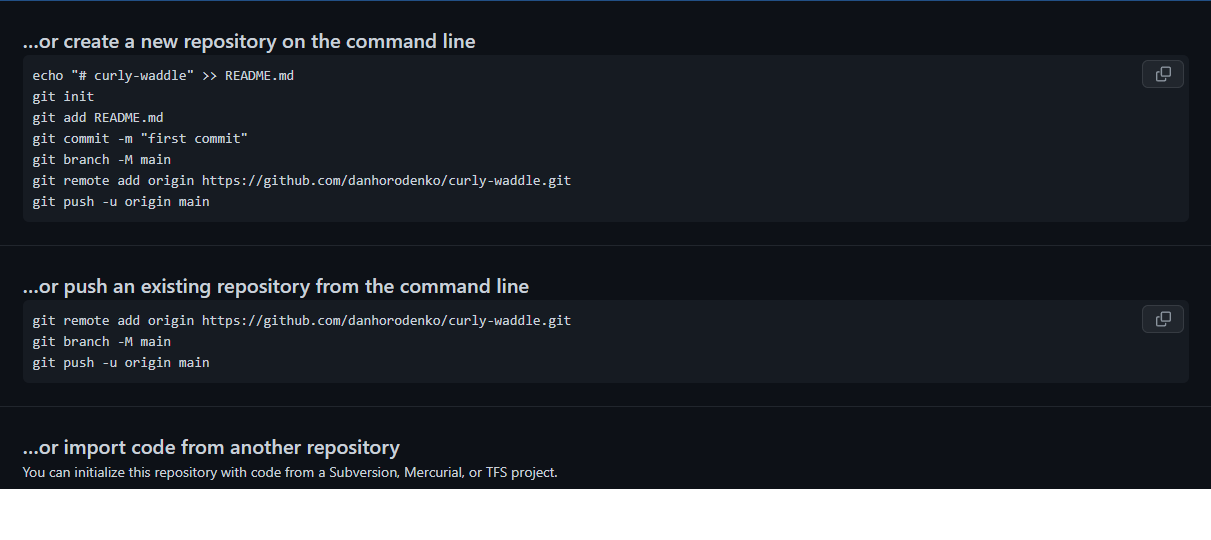 ...or create a new repository on the command line
echo "# curly-waddle" >> README.md
git init
git add README.md
git commit -m "first commit"
git branch -M main
git remote add origin https://github.com/danhorodenko/curly-waddle.git
git push -u origin main
...or push an existing repository from the command line
git remote add origin https://github.com/danhorodenko/curly-waddle.git
git branch -M main
git push -u origin main
...or import code from another repository
You can initialize this repository with code from a Subversion, Mercurial, or TFS project.